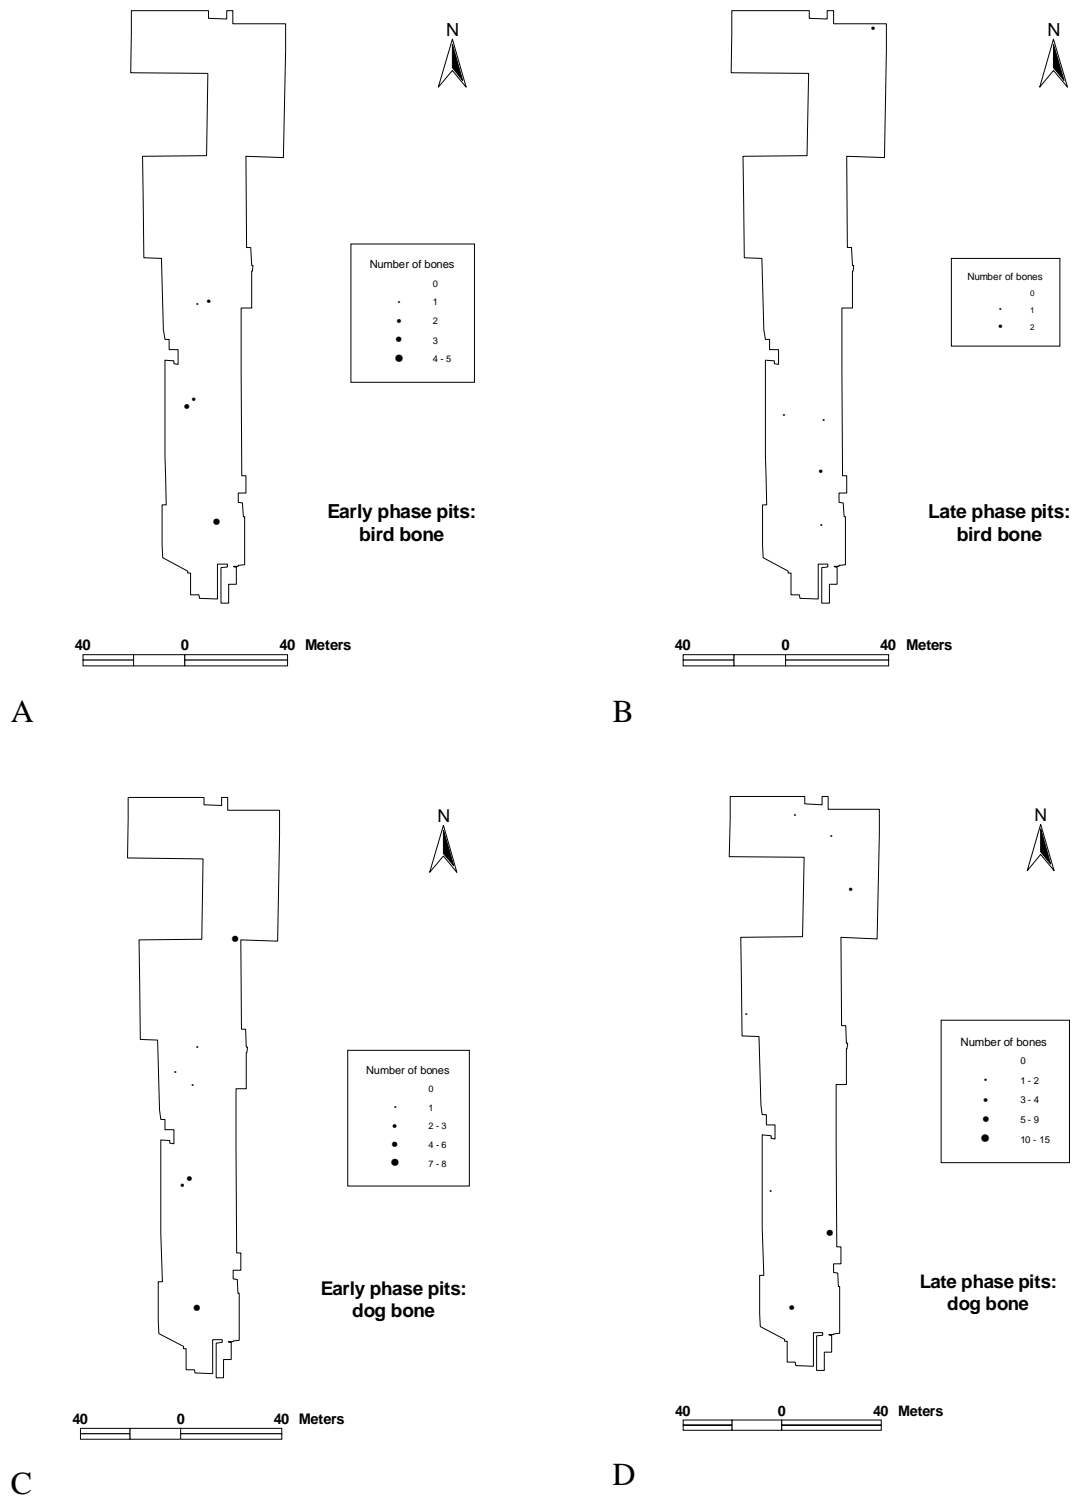 N
Number of bones
0
1
2
3
4 - 5
Early phase pits:
bird bone
40 0 40 Meters
A
N
Number of bones
0
1
2
Late phase pits:
bird bone
40 0 40 Meters
B
N
Number of bones
0
1
2 - 3
4 - 6
7 - 8
Early phase pits:
dog bone
40 0 40 Meters
C
N
Number of bones
0
1 - 2
3 - 4
5 - 9
10 - 15
Late phase pits:
dog bone
40 0 40 Meters
D